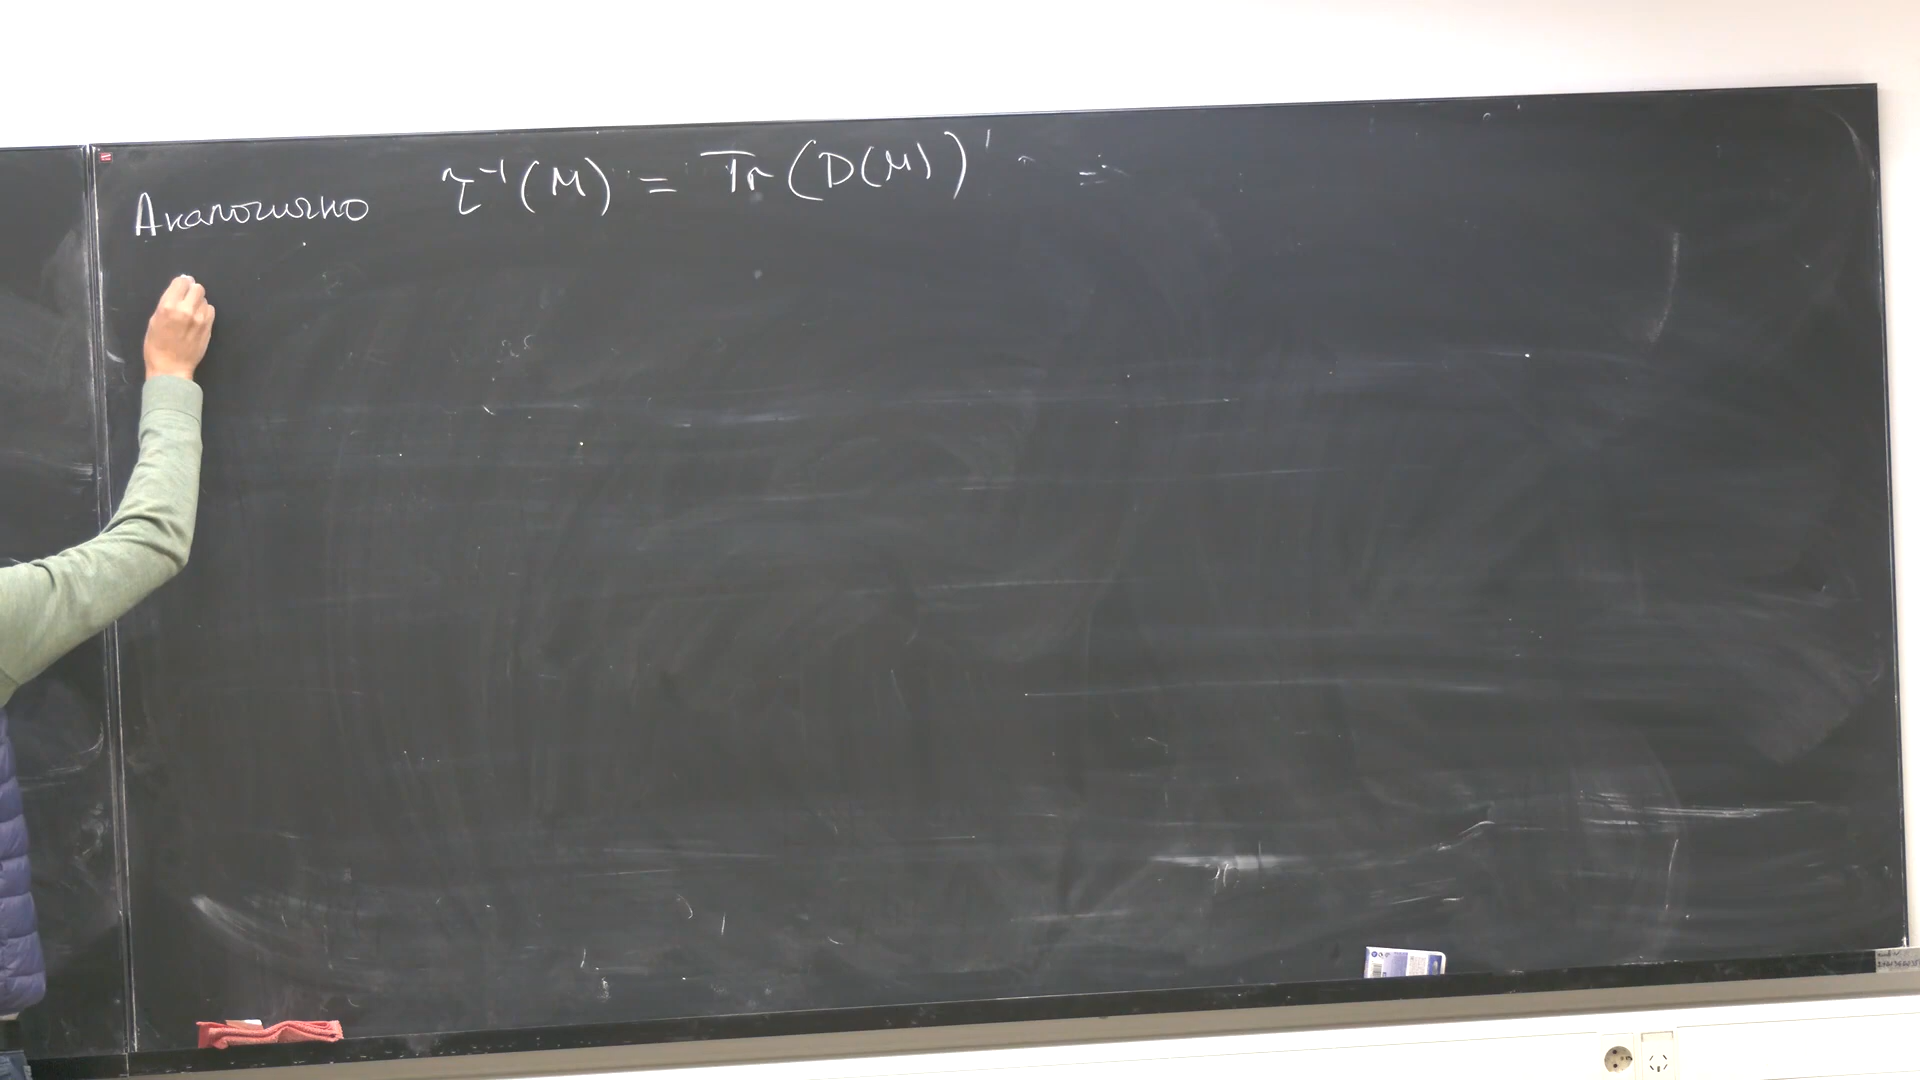 Аналогично τ⁻¹(M) = Tr(D(M))' =